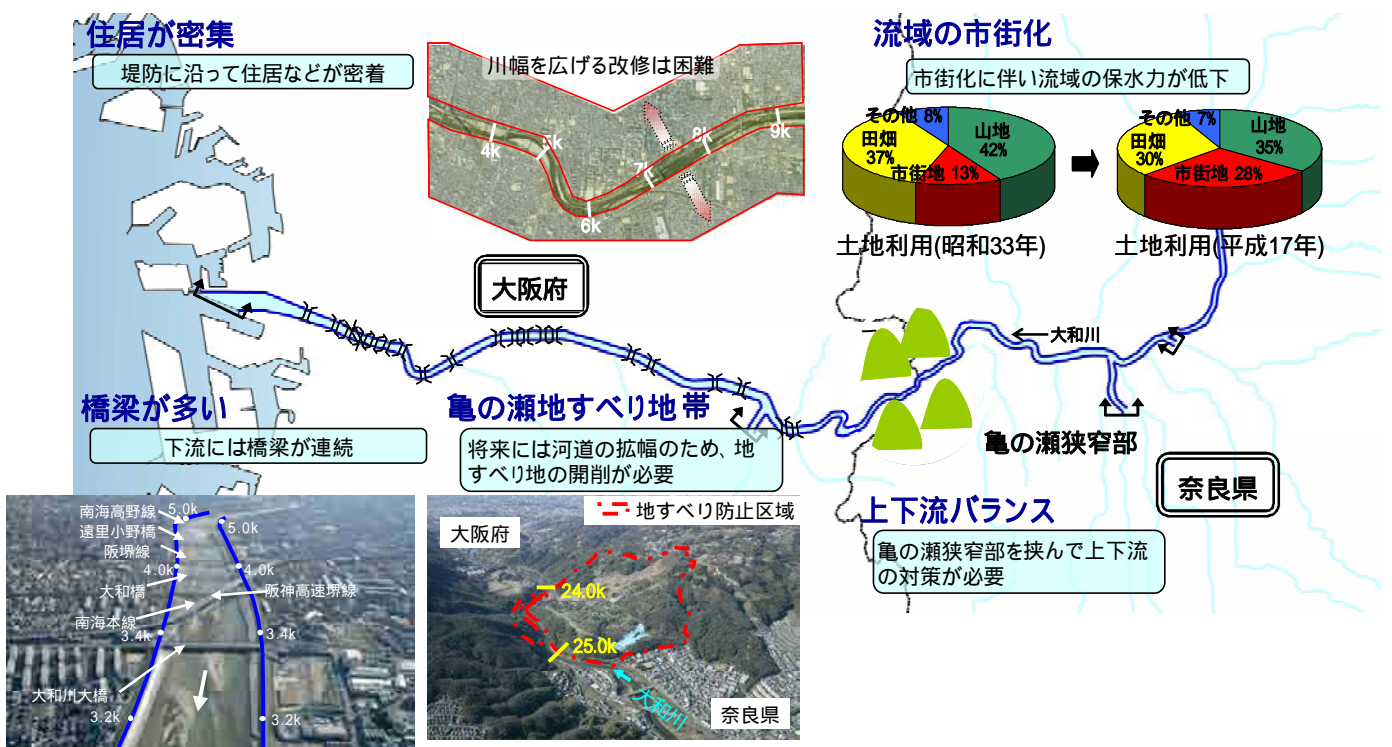 住居が密集
堤防に沿って住居などが密着
川幅を広げる改修は困難
4k
5k
6k
7k
8k
9k
流域の市街化
市街化に伴い流域の保水力が低下
その他 8%
山地
42%
田畑
37%
市街地 13%
土地利用(昭和33年)
その他 7%
山地
35%
田畑
30%
市街地 28%
土地利用(平成17年)
大阪府
大和川
橋梁が多い
下流には橋梁が連続
亀の瀬地すべり地帯
将来には河道の拡幅のため、地
すべり地の開削が必要
亀の瀬狭窄部
奈良県
上下流バランス
亀の瀬狭窄部を挟んで上下流
の対策が必要
南海高野線
5.0k
5.0k
遠里小野橋
阪堺線
4.0k
4.0k
大和橋
阪神高速堺線
南海本線
3.4k
3.4k
大和川大橋
3.2k
3.2k
地すべり防止区域
大阪府
24.0k
25.0k
大和川
奈良県